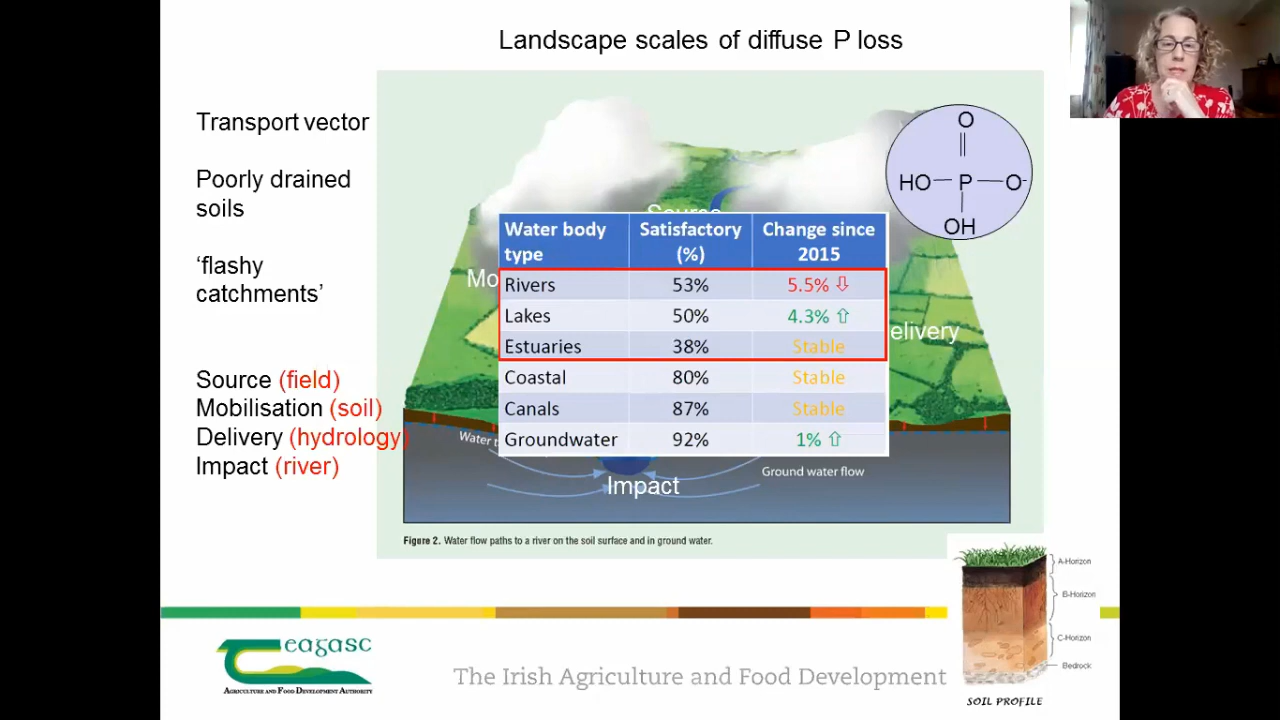 Landscape scales of diffuse P loss
Transport vector
Poorly drained
soils
‘flashy
catchments’
Source (field)
Mobilisation (soil)
Delivery (hydrology)
Impact (river)
O
HO P O-
OH
Source
Mo
elivery
Water body type Satisfactory (%) Change since 2015
Rivers 53% 5.5% ⇩
Lakes 50% 4.3% ⇧
Estuaries 38% Stable
Coastal 80% Stable
Canals 87% Stable
Groundwater 92% 1% ⇧
Water t
Ground water flow
Impact
Figure 2. Water flow paths to a river on the soil surface and in ground water.
A-Horizon
B-Horizon
C-Horizon
Bedrock
SOIL PROFILE
Teagasc
AGRICULTURE AND FOOD DEVELOPMENT AUTHORITY
The Irish Agriculture and Food Development